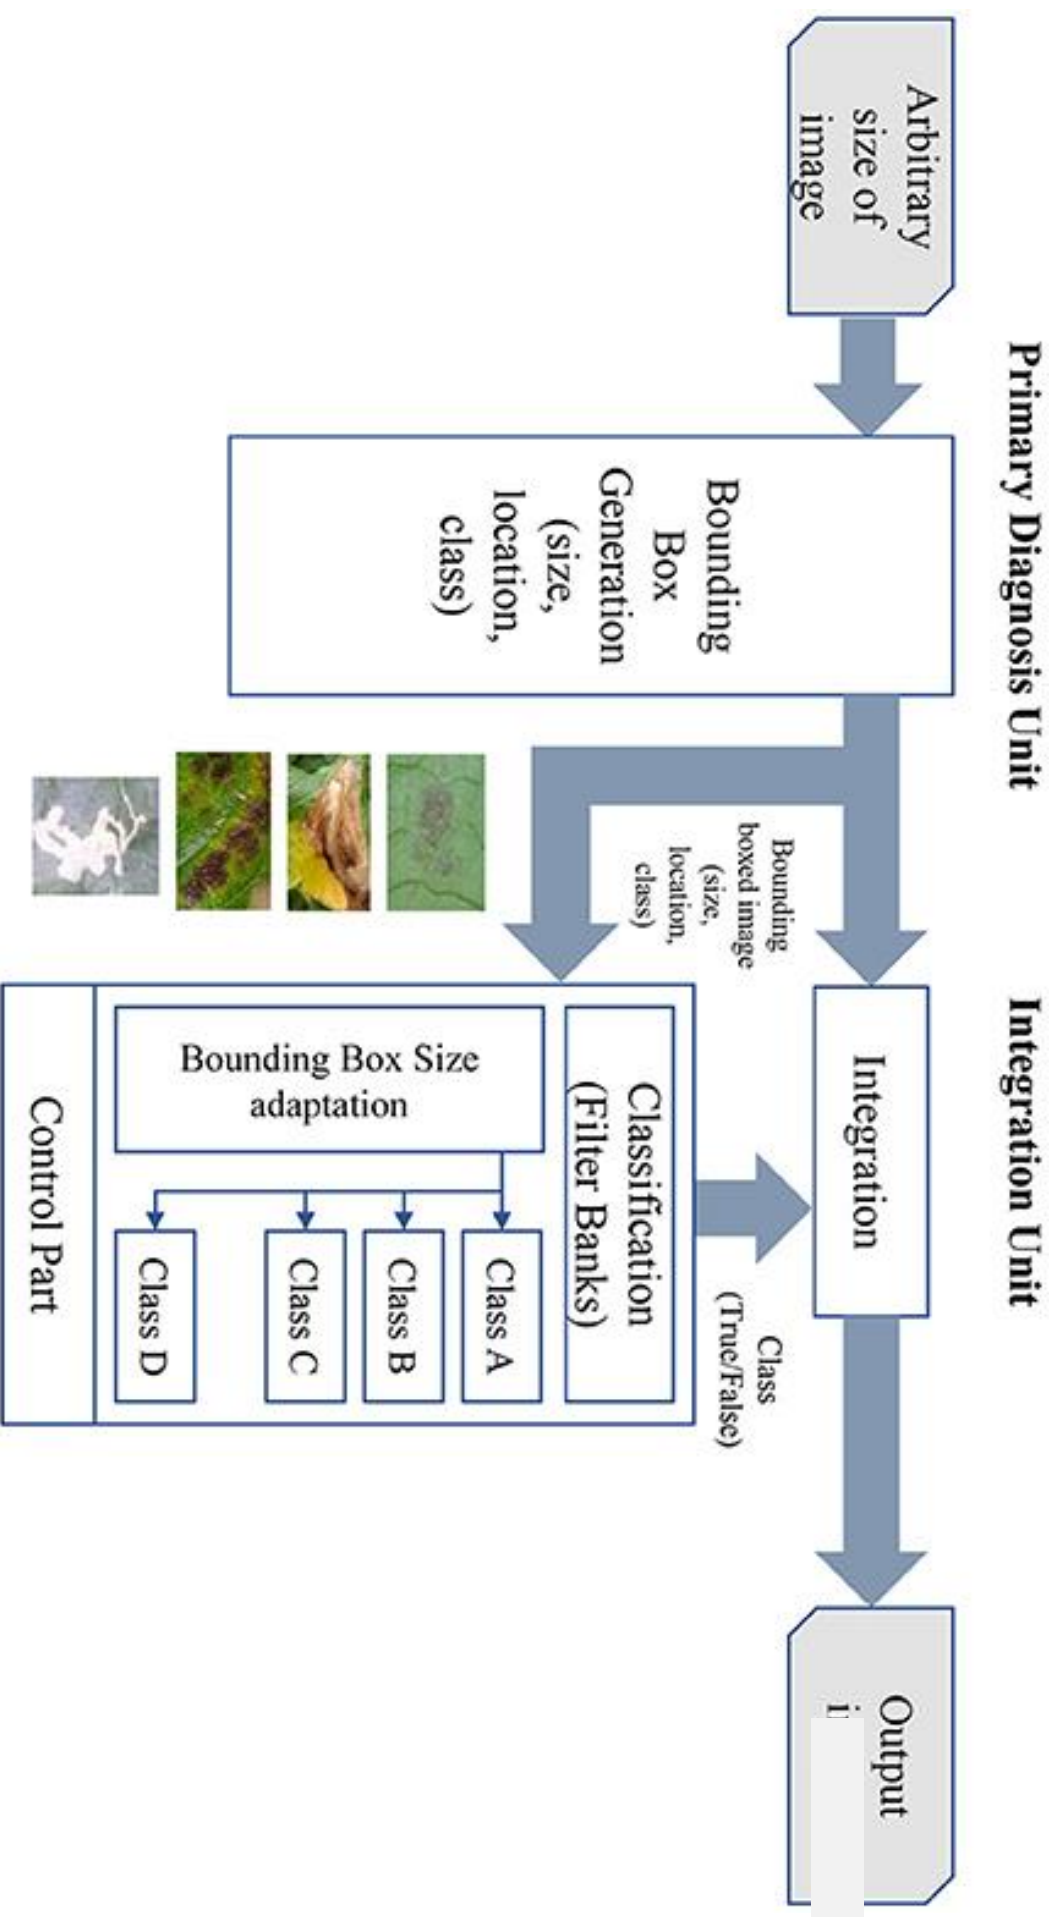 Primary Diagnosis Unit
Integration Unit
Arbitrary
size of
image
Bounding
Box
Generation
(size,
location,
class)
Bounding
boxed image
(size,
location,
class)
Integration
Class
(True/False)
Output
Classification
(Filter Banks)
Bounding Box Size
adaptation
Class A
Class B
Class C
Class D
Control Part